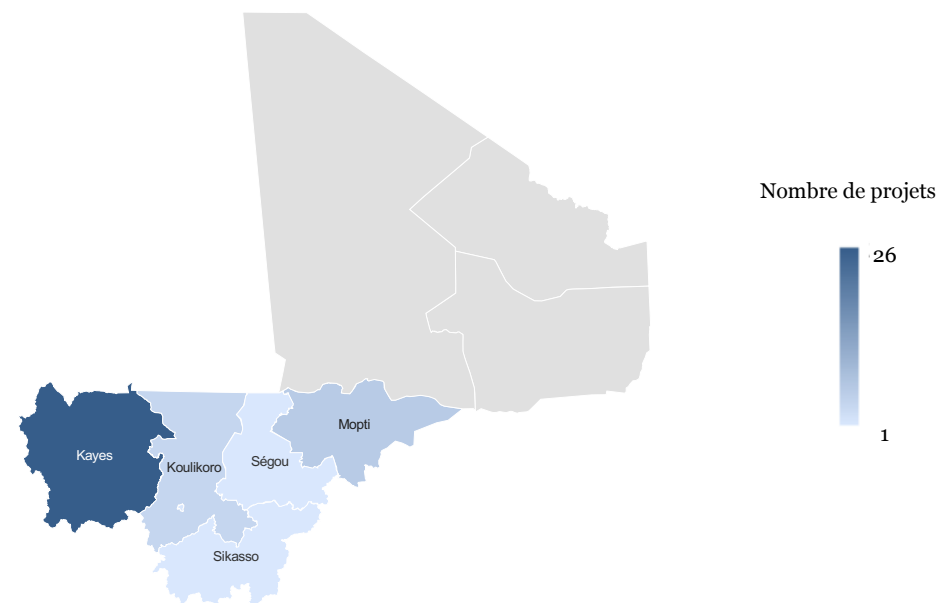 Nombre de projets
26
Mopti
Kayes
Ségou
Koulikoro
1
Sikasso